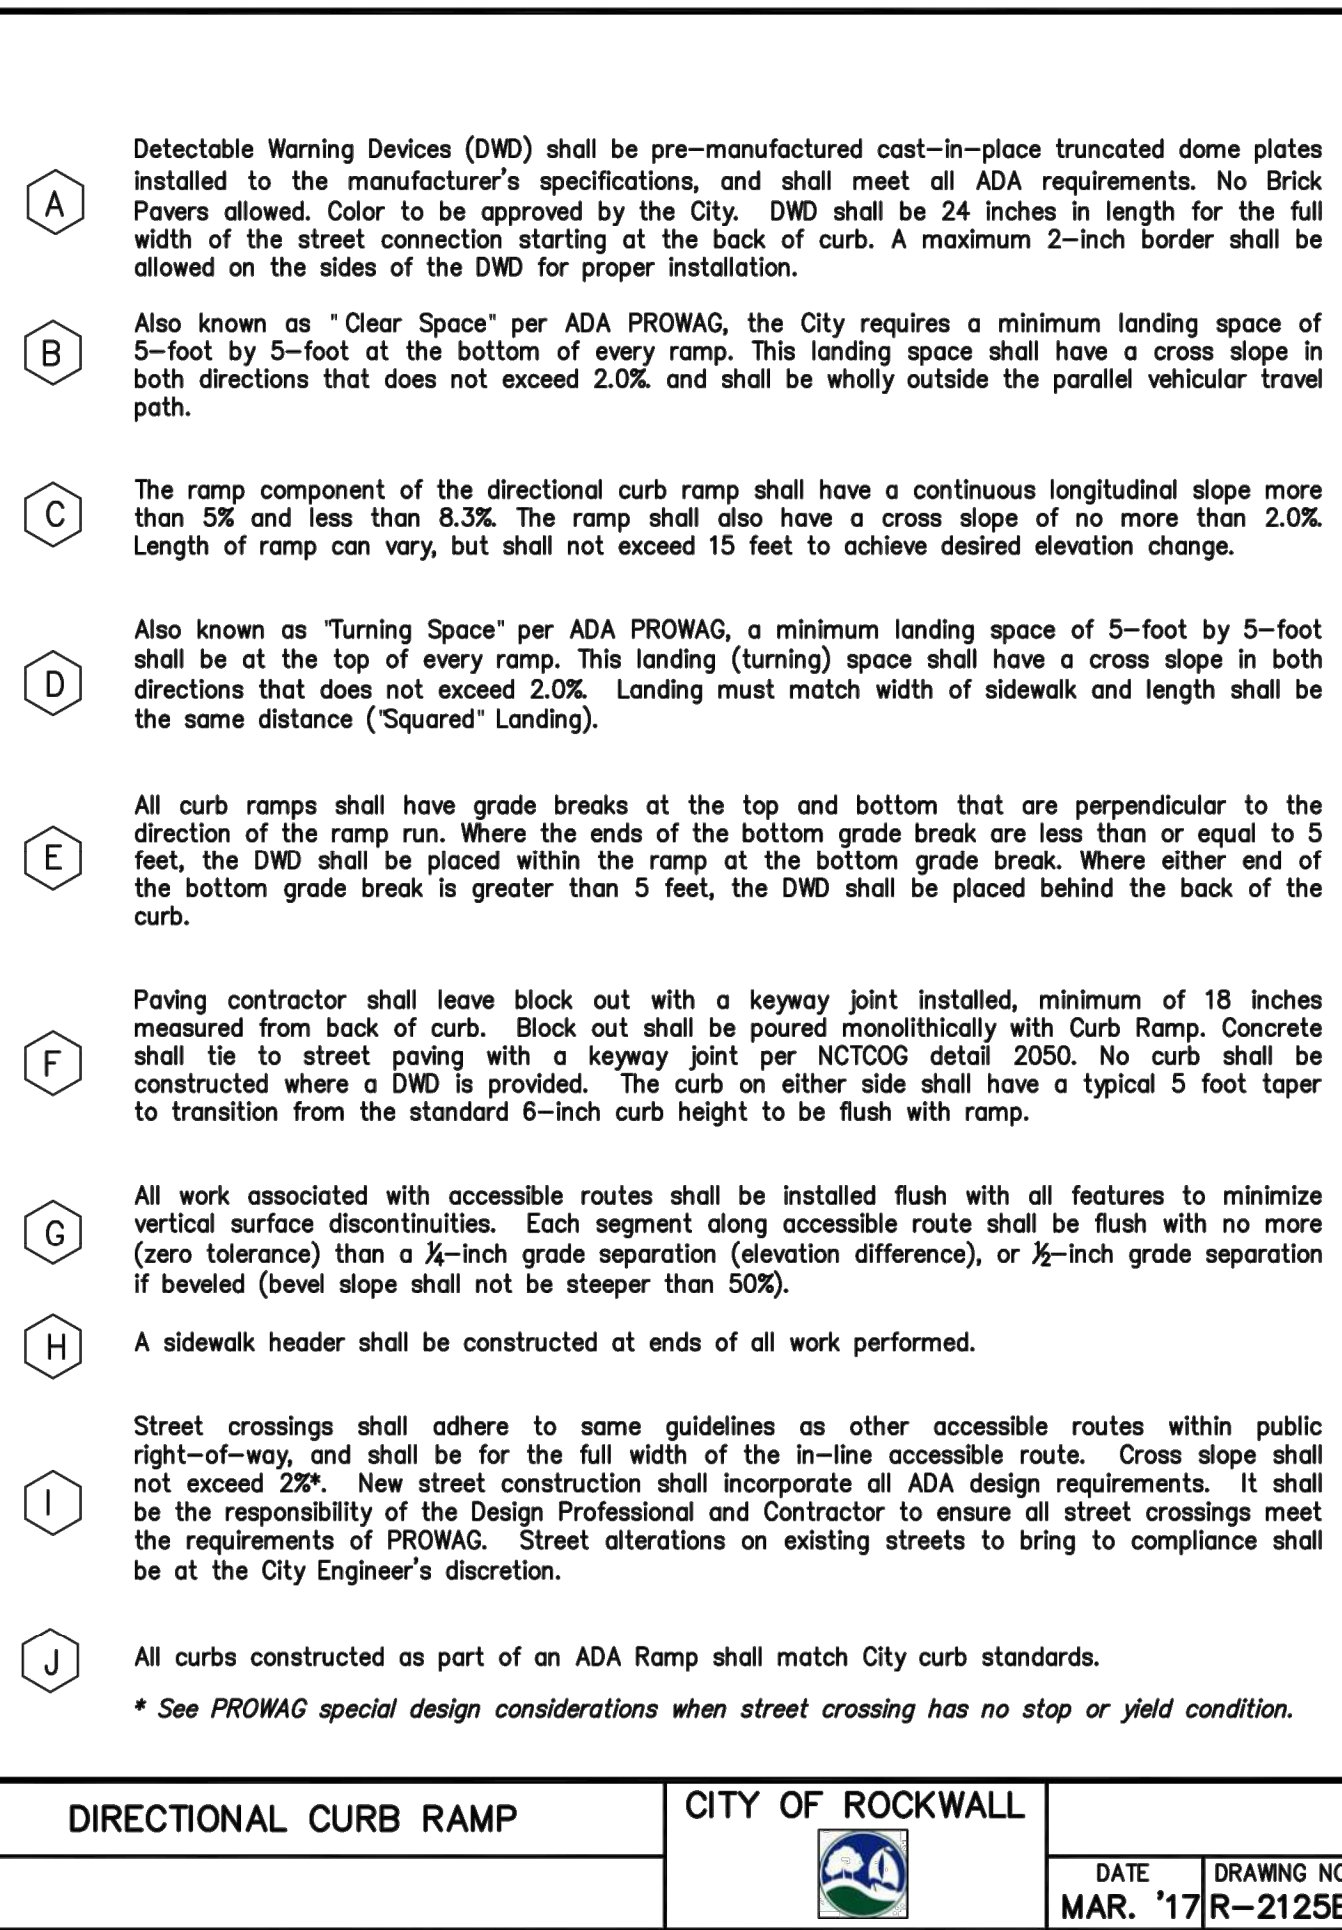 Detectable Warning Devices (DWD) shall be pre-manufactured cast-in-place truncated dome plates
A
installed to the manufacturer's specifications, and shall meet all ADA requirements. No Brick
Pavers allowed. Color to be approved by the City. DWD shall be 24 inches in length for the full
width of the street connection starting at the back of curb. A maximum 2-inch border shall be
allowed on the sides of the DWD for proper installation.
B
Also known as "Clear Space" per ADA PROWAG, the City requires a minimum landing space of
5-foot by 5-foot at the bottom of every ramp. This landing space shall have a cross slope in
both directions that does not exceed 2.0%. and shall be wholly outside the parallel vehicular travel
path.
C
The ramp component of the directional curb ramp shall have a continuous longitudinal slope more
than 5% and less than 8.3%. The ramp shall also have a cross slope of no more than 2.0%.
Length of ramp can vary, but shall not exceed 15 feet to achieve desired elevation change.
D
Also known as "Turning Space" per ADA PROWAG, a minimum landing space of 5-foot by 5-foot
shall be at the top of every ramp. This landing (turning) space shall have a cross slope in both
directions that does not exceed 2.0%. Landing must match width of sidewalk and length shall be
the same distance ("Squared" Landing).
E
All curb ramps shall have grade breaks at the top and bottom that are perpendicular to the
direction of the ramp run. Where the ends of the bottom grade break are less than or equal to 5
feet, the DWD shall be placed within the ramp at the bottom grade break. Where either end of
the bottom grade break is greater than 5 feet, the DWD shall be placed behind the back of the
curb.
F
Paving contractor shall leave block out with a keyway joint installed, minimum of 18 inches
measured from back of curb. Block out shall be poured monolithically with Curb Ramp. Concrete
shall tie to street paving with a keyway joint per NCTCOG detail 2050. No curb shall be
constructed where a DWD is provided. The curb on either side shall have a typical 5 foot taper
to transition from the standard 6-inch curb height to be flush with ramp.
G
All work associated with accessible routes shall be installed flush with all features to minimize
vertical surface discontinuities. Each segment along accessible route shall be flush with no more
(zero tolerance) than a ¼-inch grade separation (elevation difference), or ½-inch grade separation
if beveled (bevel slope shall not be steeper than 50%).
H
A sidewalk header shall be constructed at ends of all work performed.
I
Street crossings shall adhere to same guidelines as other accessible routes within public
right-of-way, and shall be for the full width of the in-line accessible route. Cross slope shall
not exceed 2%*. New street construction shall incorporate all ADA design requirements. It shall
be the responsibility of the Design Professional and Contractor to ensure all street crossings meet
the requirements of PROWAG. Street alterations on existing streets to bring to compliance shall
be at the City Engineer's discretion.
J
All curbs constructed as part of an ADA Ramp shall match City curb standards.
* See PROWAG special design considerations when street crossing has no stop or yield condition.
DIRECTIONAL CURB RAMP
CITY OF ROCKWALL
DATE
MAR. '17
DRAWING NO
R-2125B